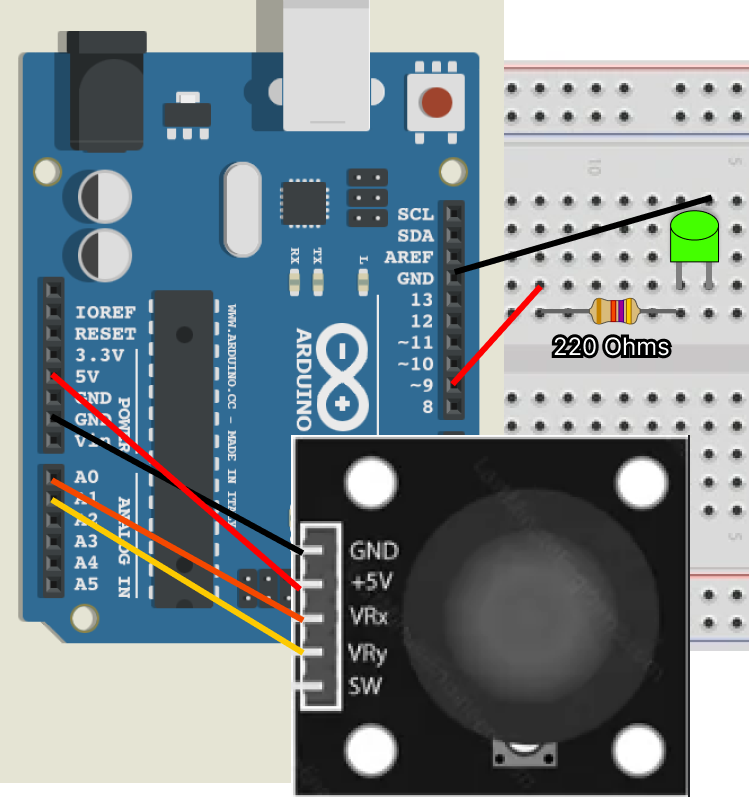 SCL
SDA
AREF
GND
13
12
~11
~10
~9
8
RX
TX
L
IOREF
RESET
3.3V
5V
GND
GND
Vin
POWER
A0
A1
A2
A3
A4
A5
ANALOG IN
WWW.ARDUINO.CC - MADE IN ITALY
ARDUINO
10
5
220 Ohms
5
GND
+5V
VRx
VRy
SW